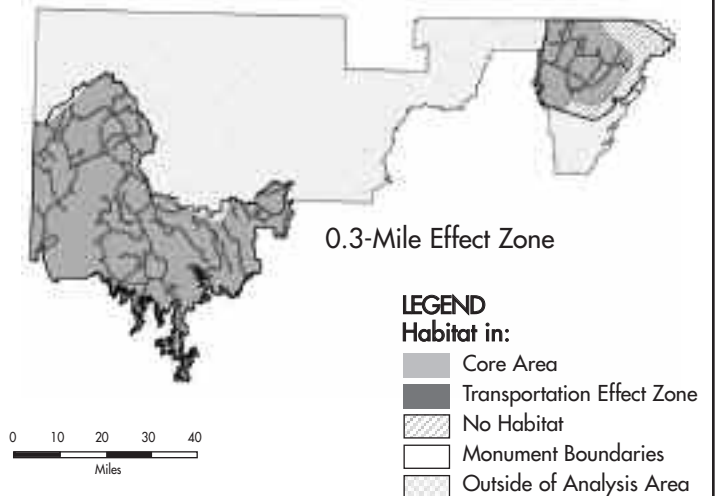 0.3-Mile Effect Zone
LEGEND
Habitat in:
Core Area
Transportation Effect Zone
No Habitat
Monument Boundaries
Outside of Analysis Area
0 10 20 30 40
Miles